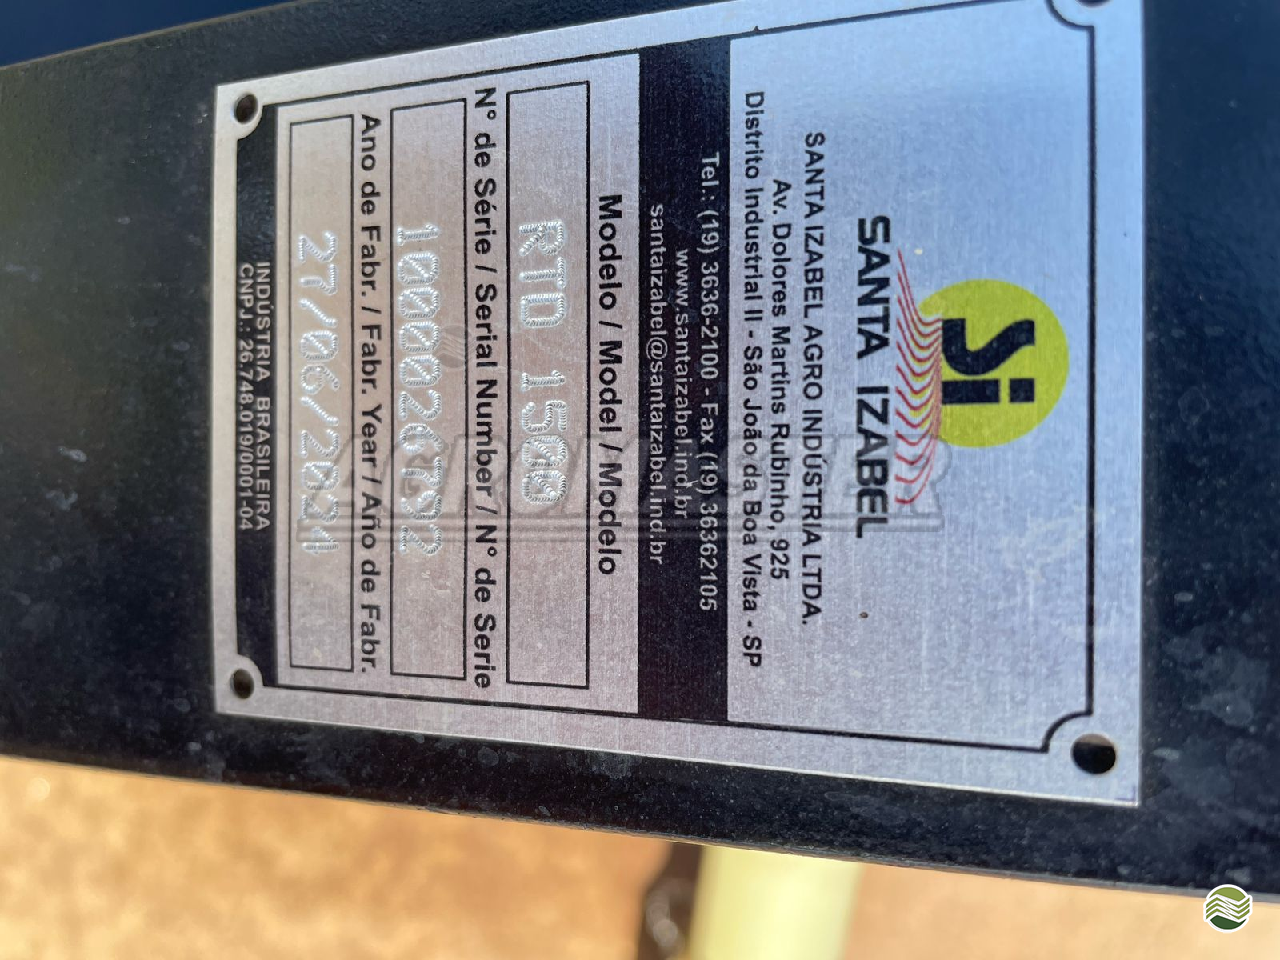 Si
SANTA IZABEL
SANTA IZABEL AGRO INDÚSTRIA LTDA.
Av. Dolores Martins Rubinho, 925
Distrito Industrial II - São João da Boa Vista - SP
Tel.: (19) 3636-2100 - Fax (19) 36362105
www.santaizabel.ind.br
santaizabel@santaizabel.ind.br
Modelo / Model / Modelo
RTD 1500
N° de Série / Serial Number / N° de Serie
Ano de Fabr. / Fabr. Year / Año de Fabr.
27/06/2024
INDÚSTRIA BRASILEIRA
CNPJ.: 26.748.019/0001-04